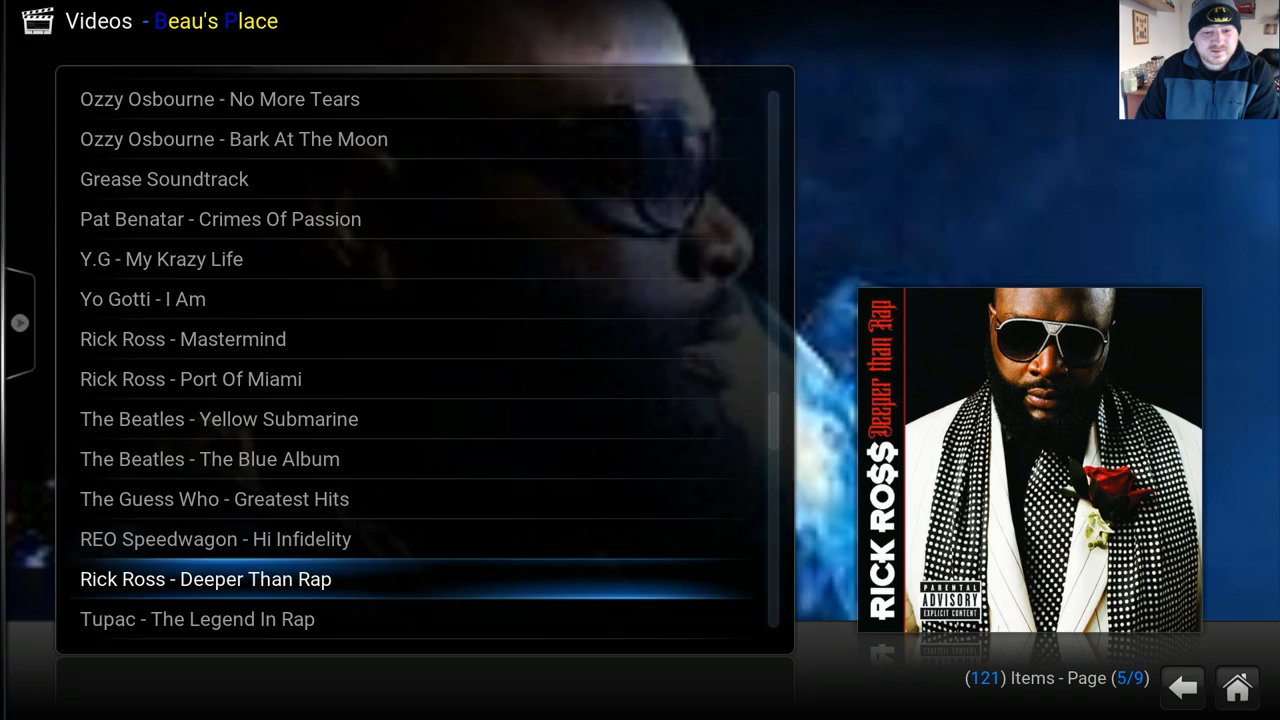 Videos - Beau's Place
Ozzy Osbourne - No More Tears
Ozzy Osbourne - Bark At The Moon
Grease Soundtrack
Pat Benatar - Crimes Of Passion
Y.G - My Krazy Life
Yo Gotti - I Am
Rick Ross - Mastermind
Rick Ross - Port Of Miami
The Beatles - Yellow Submarine
The Beatles - The Blue Album
The Guess Who - Greatest Hits
REO Speedwagon - Hi Infidelity
Rick Ross - Deeper Than Rap
Tupac - The Legend In Rap
RICK RO$$ Deeper than Rap
PARENTAL
ADVISORY
EXPLICIT CONTENT
(121) Items - Page (5/9)